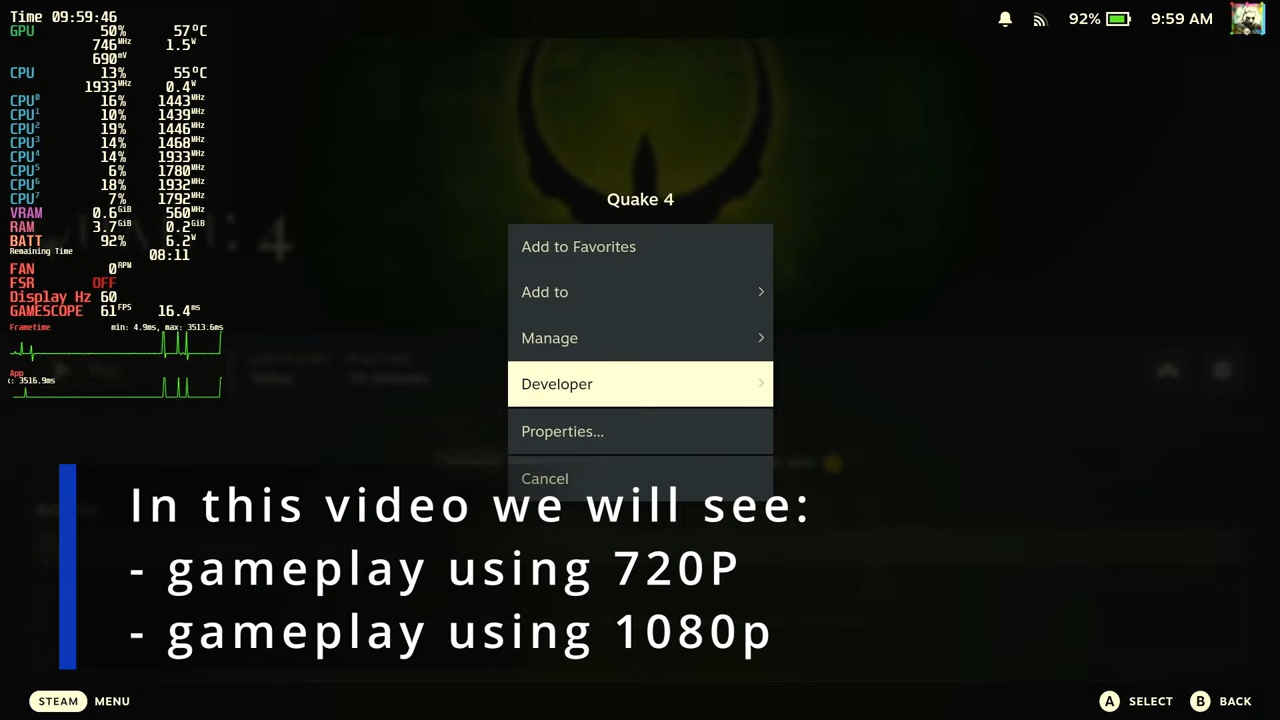 Time 09:59:46
GPU 50% 57°C
746MHz 1.5W
690mV
CPU 13% 55°C
1933MHz 0.4W
CPU0 16% 1443MHz
CPU1 10% 1439MHz
CPU2 19% 1446MHz
CPU3 14% 1468MHz
CPU4 14% 1933MHz
CPU5 6% 1780MHz
CPU6 18% 1932MHz
CPU7 7% 1792MHz
VRAM 0.6GiB 560MHz
RAM 3.7GiB 0.2GiB
BATT 92% 6.2W
Remaining Time 08:11
FAN 0RPM
FSR OFF
Display Hz 60
GAMESCOPE 61FPS 16.4ms
Frametime min: 4.9ms, max: 3513.6ms
App
: 3516.9ms
92% 9:59 AM
Quake 4
Add to Favorites
Add to
Manage
Developer
Properties...
Cancel
In this video we will see:
- gameplay using 720P
- gameplay using 1080p
STEAM MENU
A SELECT B BACK